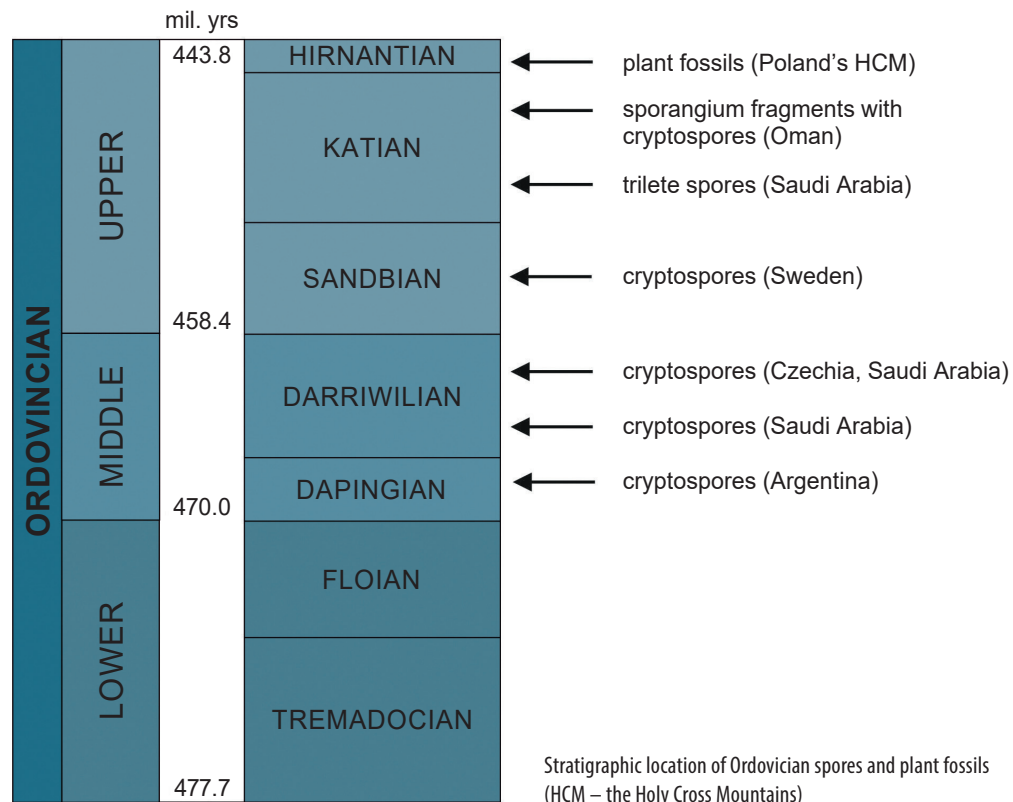 mil. yrs
443.8
HIRNANTIAN
plant fossils (Poland's HCM)
sporangium fragments with
cryptospores (Oman)
KATIAN
UPPER
trilete spores (Saudi Arabia)
SANDBIAN
cryptospores (Sweden)
458.4
ORDOVINCIAN
cryptospores (Czechia, Saudi Arabia)
DARRIWILIAN
MIDDLE
cryptospores (Saudi Arabia)
DAPINGIAN
cryptospores (Argentina)
470.0
FLOIAN
LOWER
TREMADOCIAN
477.7
Stratigraphic location of Ordovician spores and plant fossils
(HCM – the Holy Cross Mountains)